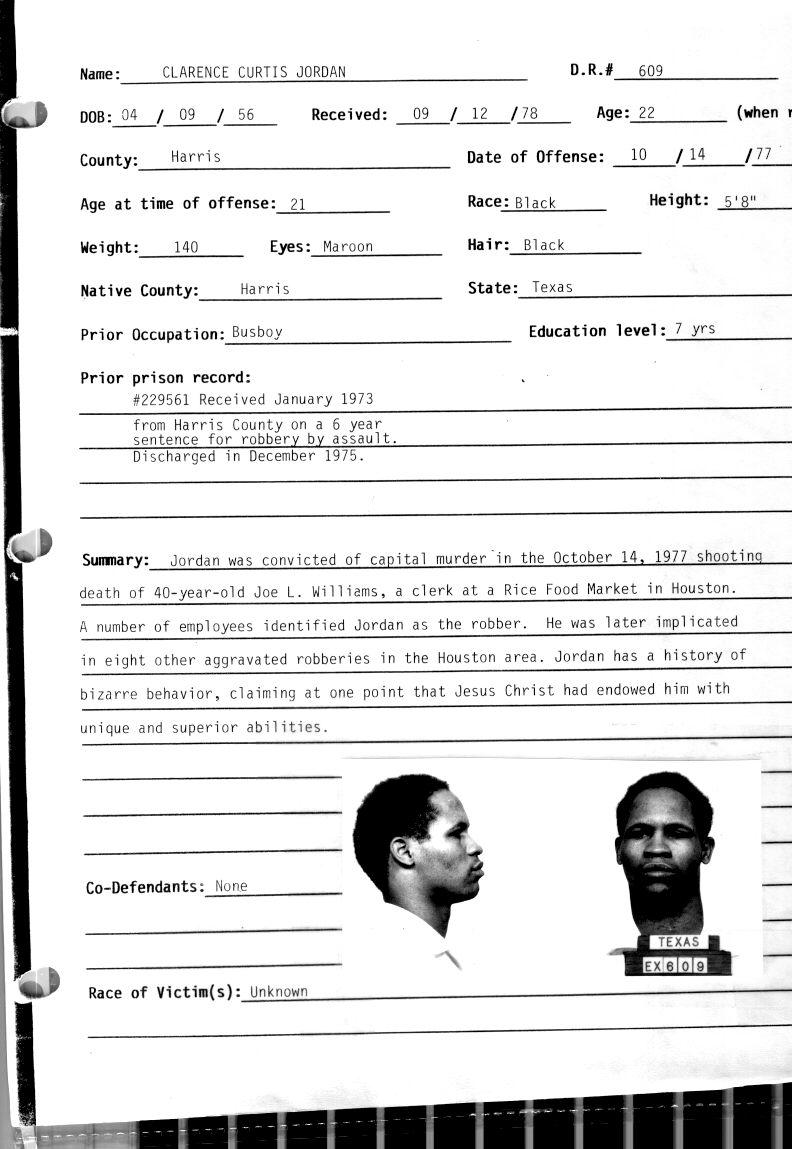 Name: CLARENCE CURTIS JORDAN D.R.# 609
DOB: 04 / 09 / 56 Received: 09 / 12 /78 Age: 22 (when
County: Harris Date of Offense: 10 /14 /77
Age at time of offense: 21 Race: Black Height: 5'8"
Weight: 140 Eyes: Maroon Hair: Black
Native County: Harris State: Texas
Prior Occupation: Busboy Education level: 7 yrs
Prior prison record:
#229561 Received January 1973
from Harris County on a 6 year
sentence for robbery by assault.
Discharged in December 1975.
Summary: Jordan was convicted of capital murder in the October 14, 1977 shooting
death of 40-year-old Joe L. Williams, a clerk at a Rice Food Market in Houston.
A number of employees identified Jordan as the robber. He was later implicated
in eight other aggravated robberies in the Houston area. Jordan has a history of
bizarre behavior, claiming at one point that Jesus Christ had endowed him with
unique and superior abilities.
Co-Defendants: None
TEXAS
EX609
Race of Victim(s): Unknown